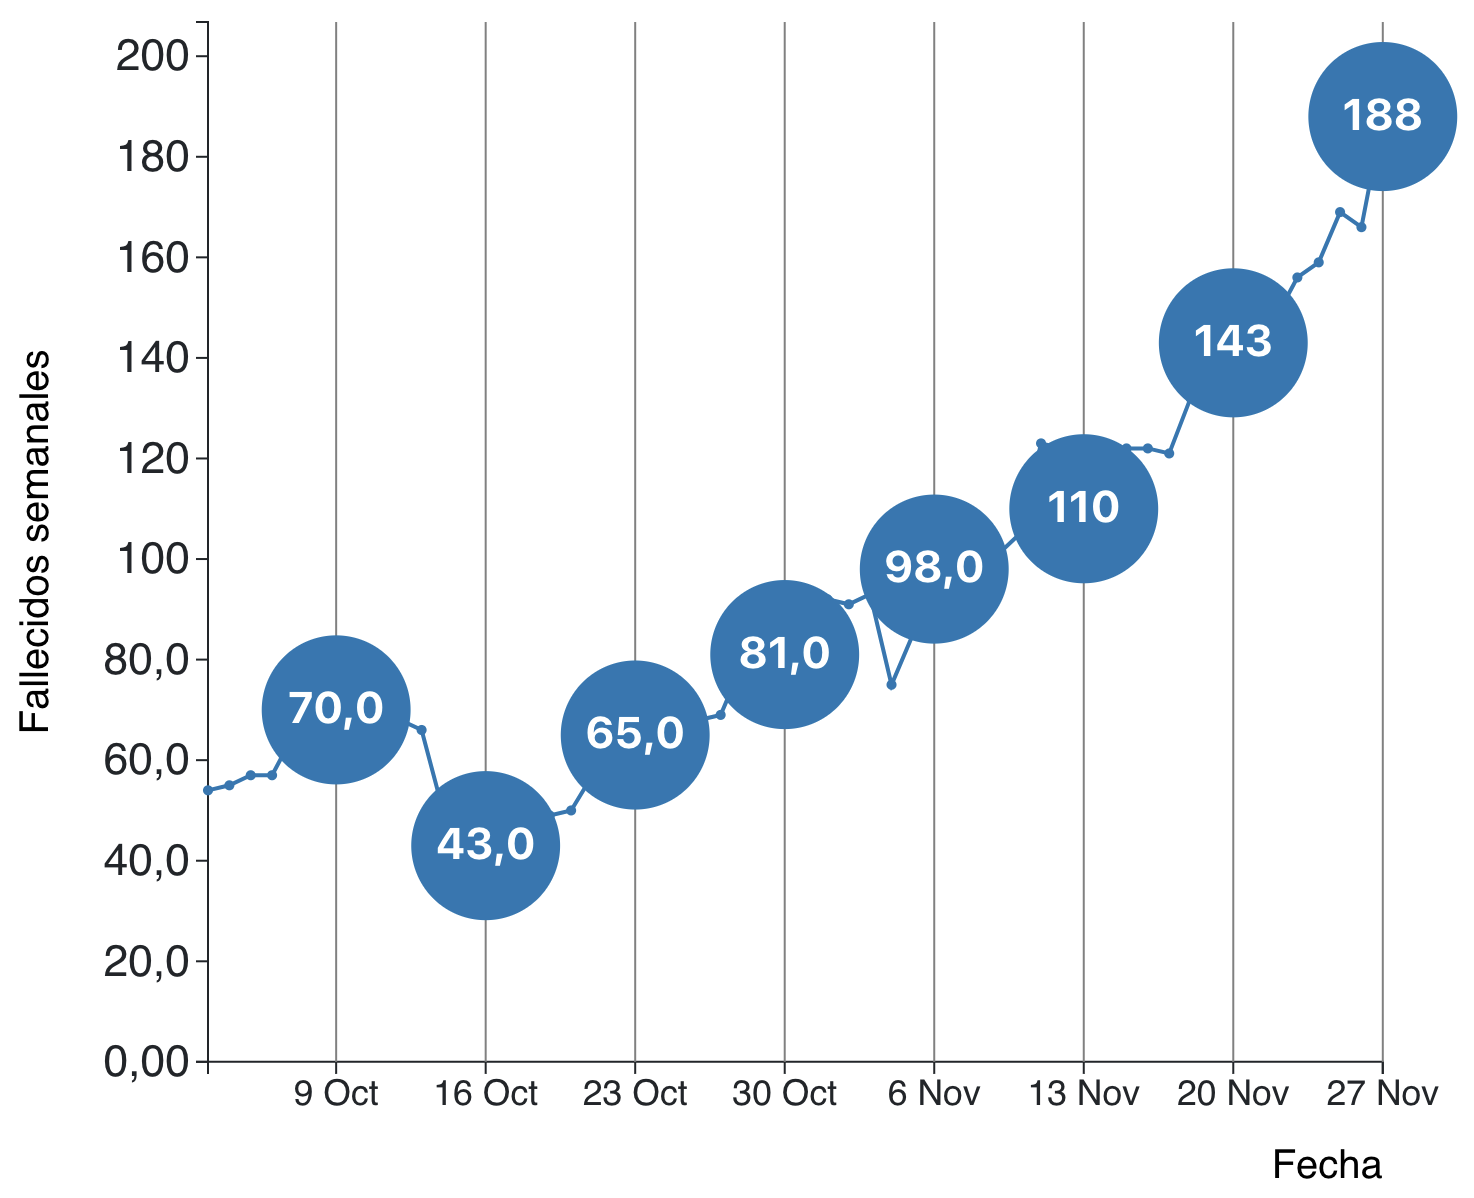 Fallecidos semanales
200
180
160
140
120
100
80,0
60,0
40,0
20,0
0,00
70,0
43,0
65,0
81,0
98,0
110
143
188
9 Oct
16 Oct
23 Oct
30 Oct
6 Nov
13 Nov
20 Nov
27 Nov
Fecha